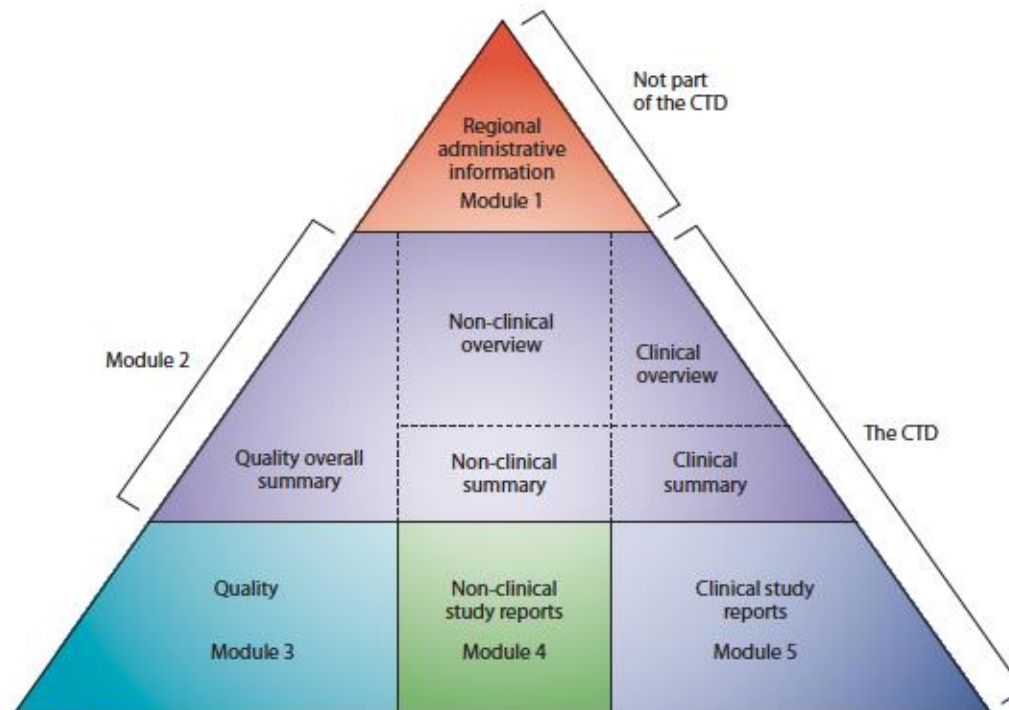 Not part
of the CTD
Regional
administrative
information
Module 1
Module 2
Non-clinical
overview
Clinical
overview
The CTD
Quality overall
summary
Non-clinical
summary
Clinical
summary
Quality
Module 3
Non-clinical
study reports
Module 4
Clinical study
reports
Module 5